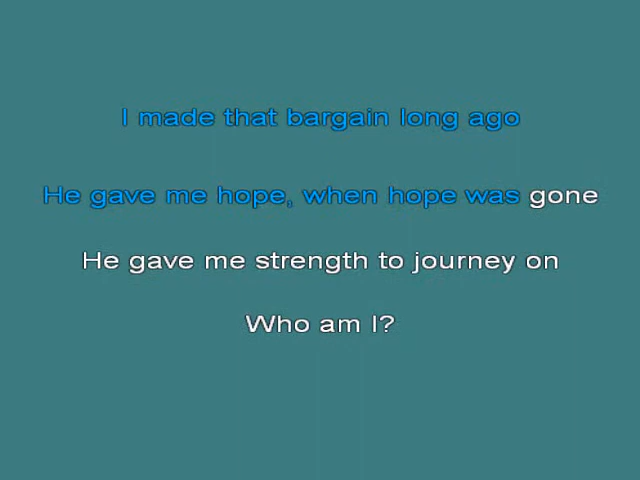 I made that bargain long ago
He gave me hope, when hope was gone
He gave me strength to journey on
Who am I?